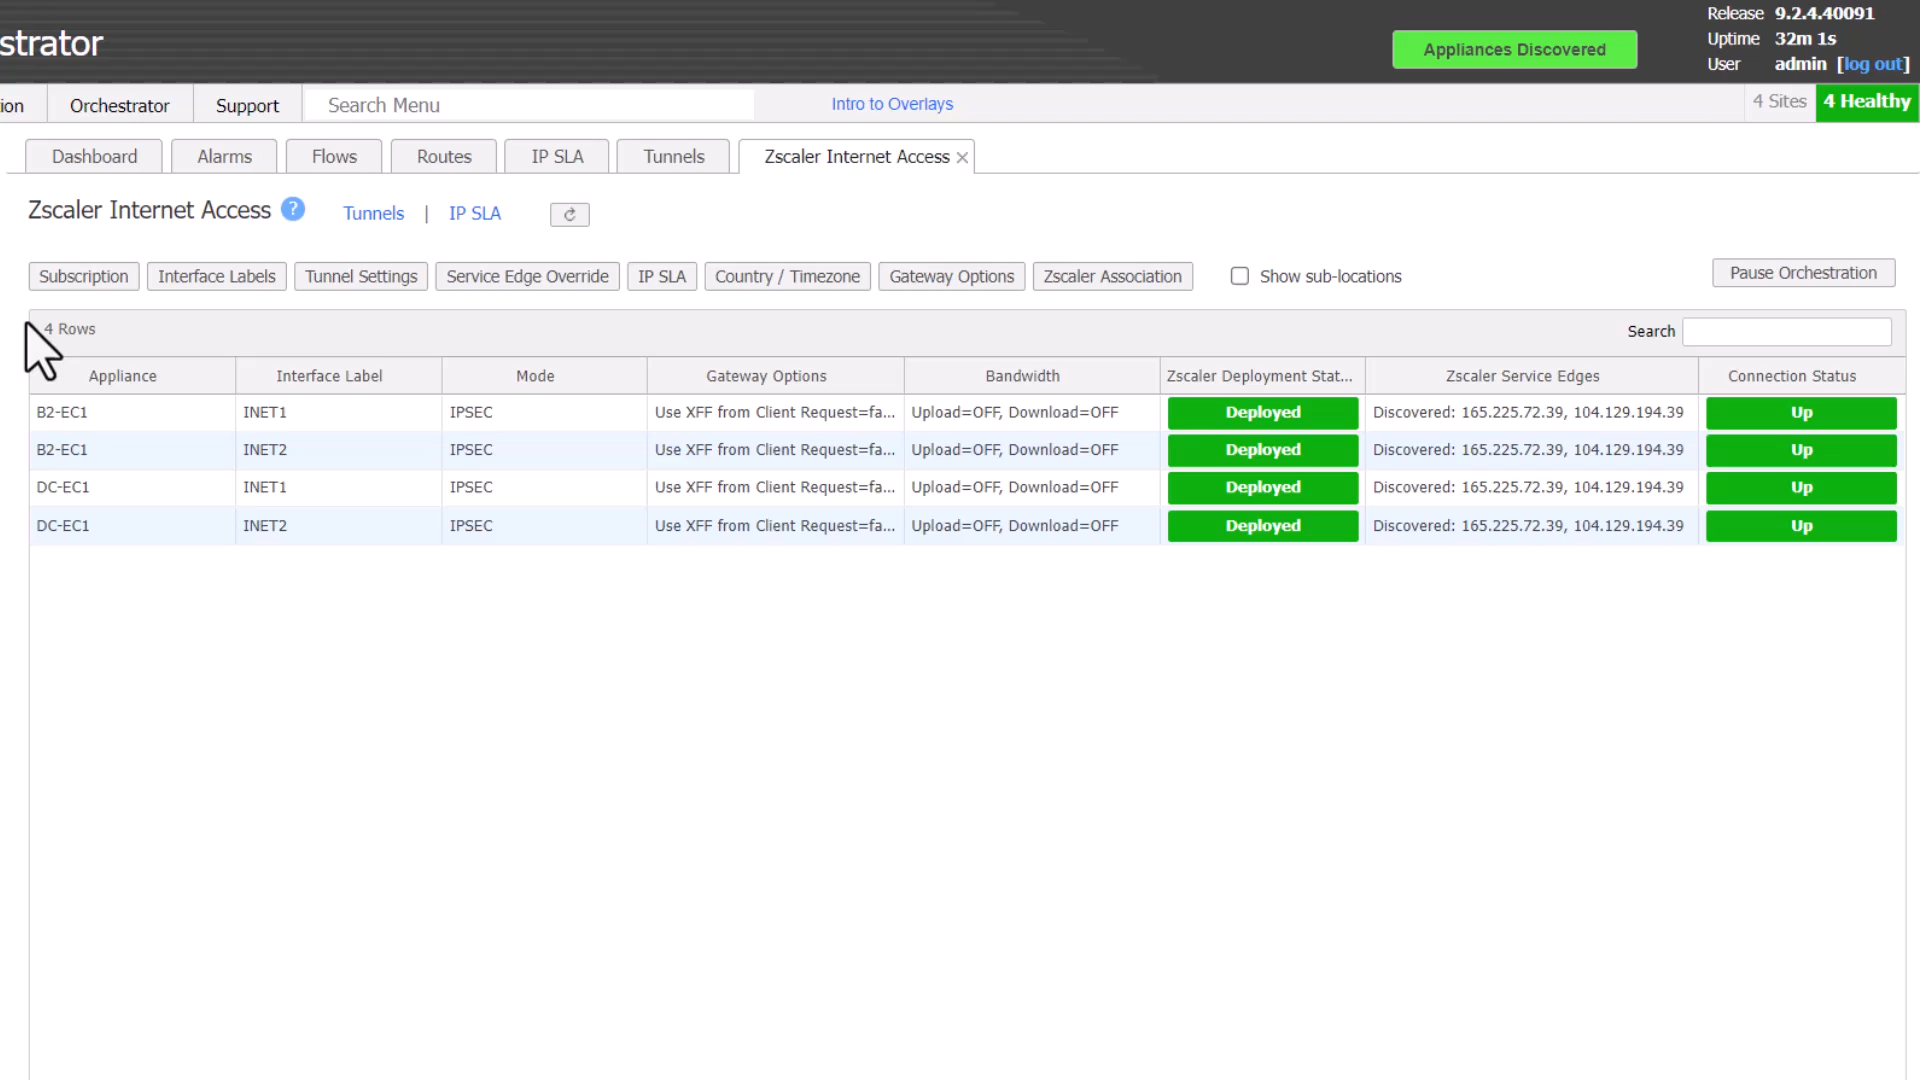 strator
Appliances Discovered
Release 9.2.4.40091
Uptime 32m 1s
User admin [log out]
ion Orchestrator Support Search Menu Intro to Overlays 4 Sites 4 Healthy
Dashboard Alarms Flows Routes IP SLA Tunnels Zscaler Internet Access ×
Zscaler Internet Access ? Tunnels | IP SLA
Subscription Interface Labels Tunnel Settings Service Edge Override IP SLA Country / Timezone Gateway Options Zscaler Association Show sub-locations Pause Orchestration
4 Rows Search
Appliance Interface Label Mode Gateway Options Bandwidth Zscaler Deployment Stat... Zscaler Service Edges Connection Status
B2-EC1 INET1 IPSEC Use XFF from Client Request=fa... Upload=OFF, Download=OFF Deployed Discovered: 165.225.72.39, 104.129.194.39 Up
B2-EC1 INET2 IPSEC Use XFF from Client Request=fa... Upload=OFF, Download=OFF Deployed Discovered: 165.225.72.39, 104.129.194.39 Up
DC-EC1 INET1 IPSEC Use XFF from Client Request=fa... Upload=OFF, Download=OFF Deployed Discovered: 165.225.72.39, 104.129.194.39 Up
DC-EC1 INET2 IPSEC Use XFF from Client Request=fa... Upload=OFF, Download=OFF Deployed Discovered: 165.225.72.39, 104.129.194.39 Up